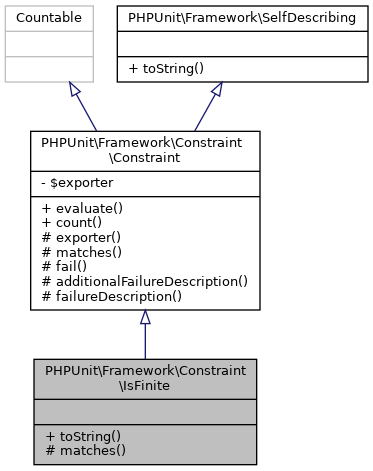 Countable
PHPUnit\Framework\SelfDescribing
+ toString()
PHPUnit\Framework\Constraint
\Constraint
- $exporter
+ evaluate()
+ count()
# exporter()
# matches()
# fail()
# additionalFailureDescription()
# failureDescription()
PHPUnit\Framework\Constraint
\IsFinite
+ toString()
# matches()